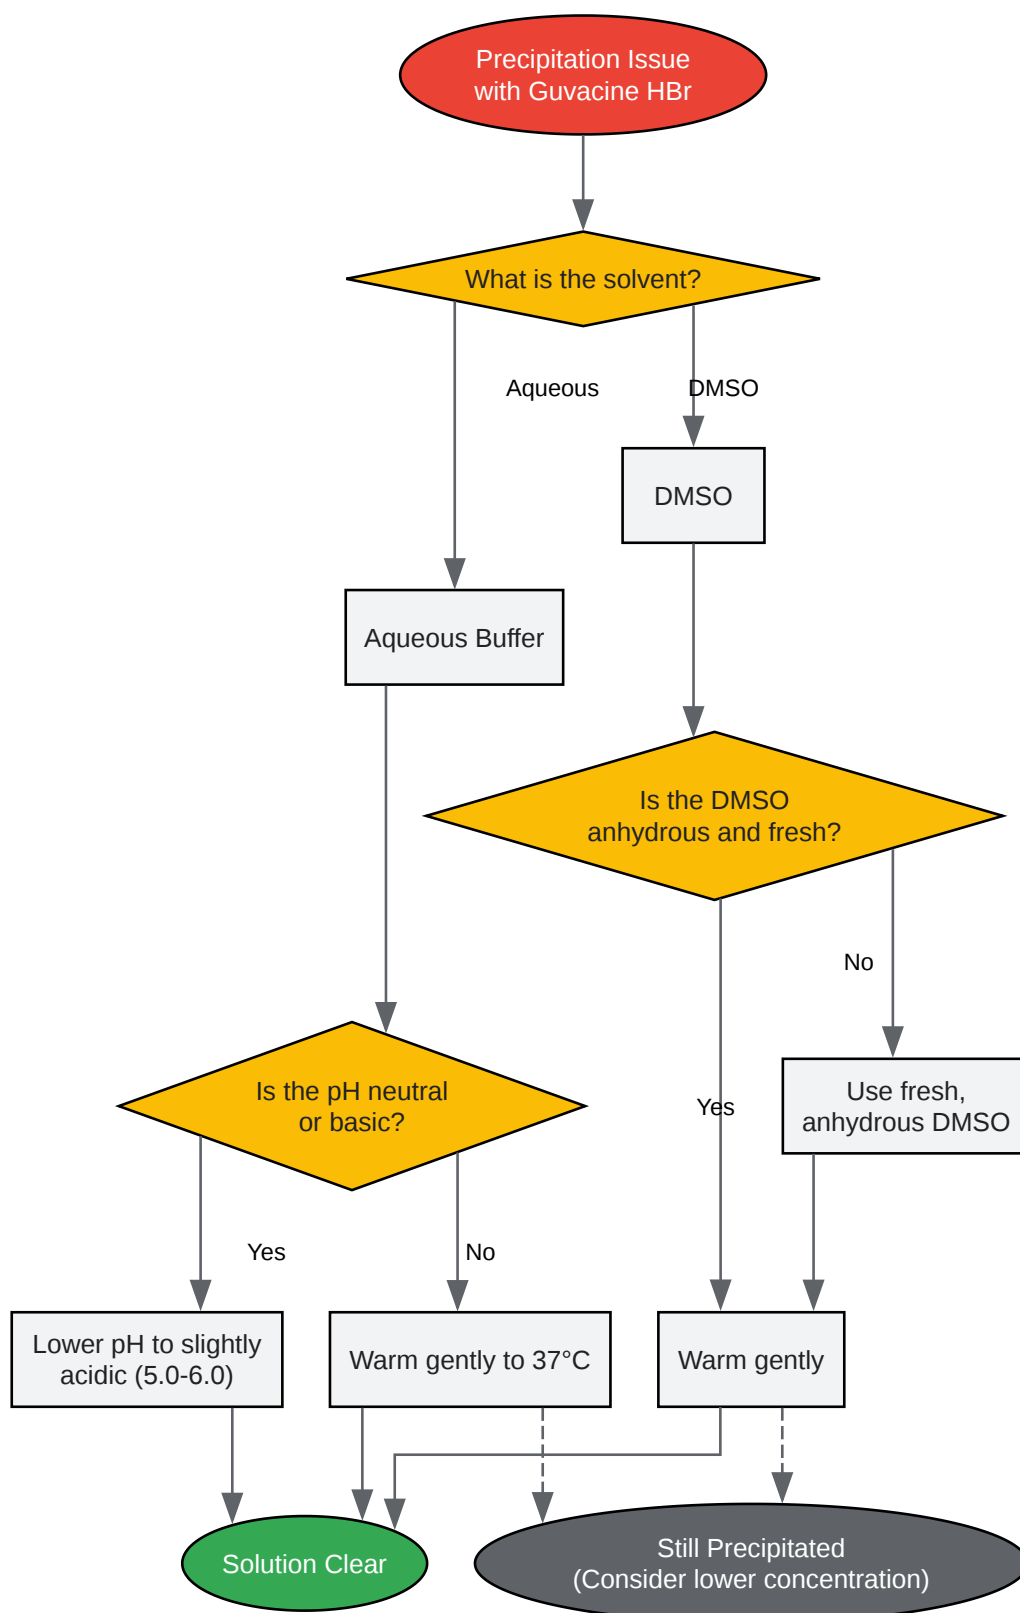 Precipitation Issue
with Guvacine HBr
What is the solvent?
Aqueous
DMSO
DMSO
Aqueous Buffer
Is the DMSO
anhydrous and fresh?
No
Is the pH neutral
or basic?
Yes
Use fresh,
anhydrous DMSO
Yes
No
Lower pH to slightly
acidic (5.0-6.0)
Warm gently to 37°C
Warm gently
Solution Clear
Still Precipitated
(Consider lower concentration)